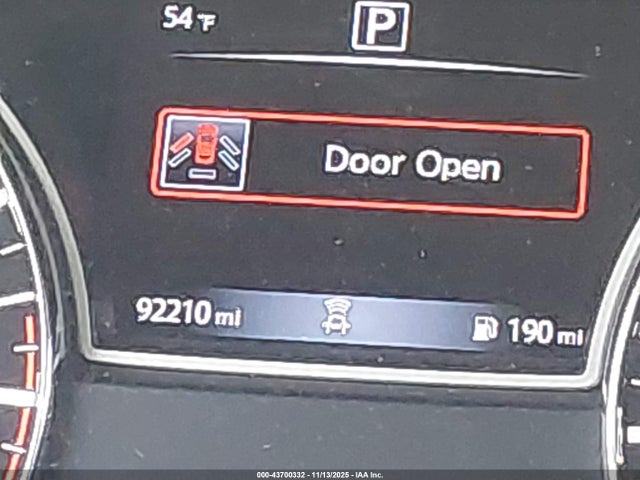 54°F P
Door Open
92210 mi 190 mi
000-43700332 - 11/13/2025 - IAA Inc.